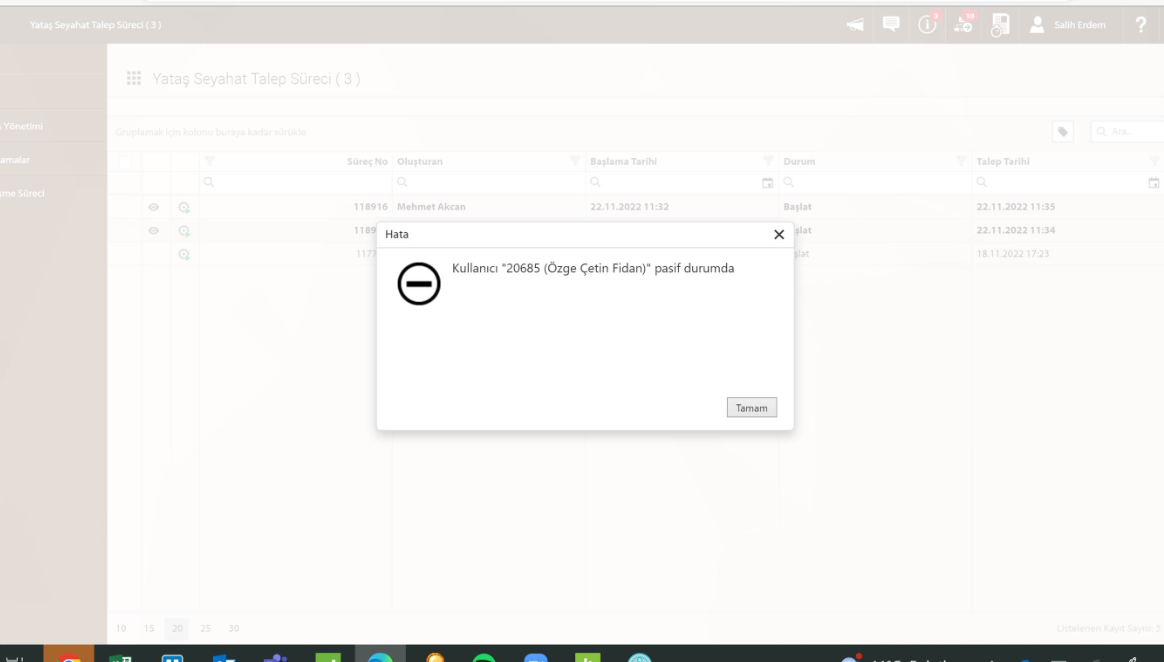 Yataş Seyahat Talep Süreci ( 3 )
3
10
Salih Erdem
?
Yataş Seyahat Talep Süreci ( 3 )
Yönetimi
Gruplamak için kolonu buraya kadar sürükle
Ara...
amalar
Süreç No Oluşturan Başlama Tarihi Durum Talep Tarihi
şme Süreci
118916 Mehmet Akcan 22.11.2022 11:32 Başlat 22.11.2022 11:35
1189 şlat 22.11.2022 11:34
1177 şlat 18.11.2022 17:23
Hata
Kullanıcı "20685 (Özge Çetin Fidan)" pasif durumda
Tamam
10 15 20 25 30
Listelenen Kayıt Sayısı: 3